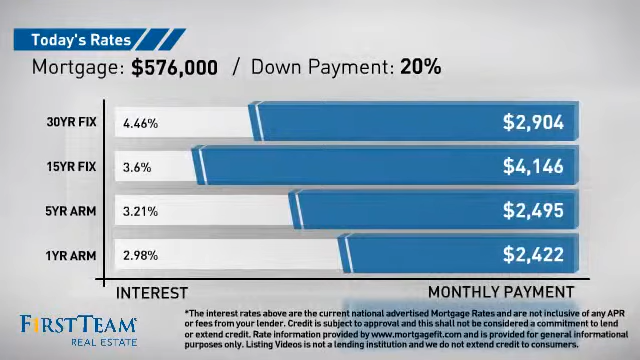 Today's Rates
Mortgage: $576,000 / Down Payment: 20%
30YR FIX 4.46% $2,904
15YR FIX 3.6% $4,146
5YR ARM 3.21% $2,495
1YR ARM 2.98% $2,422
INTEREST MONTHLY PAYMENT
FIRSTTEAM®
REAL ESTATE
*The interest rates above are the current national advertised Mortgage Rates and are not inclusive of any APR
or fees from your lender. Credit is subject to approval and this shall not be considered a commitment to lend
or extend credit. Rate information provided by www.mortgagefit.com and is provided for general informational
purposes only. Listing Videos is not a lending institution and we do not extend credit to consumers.